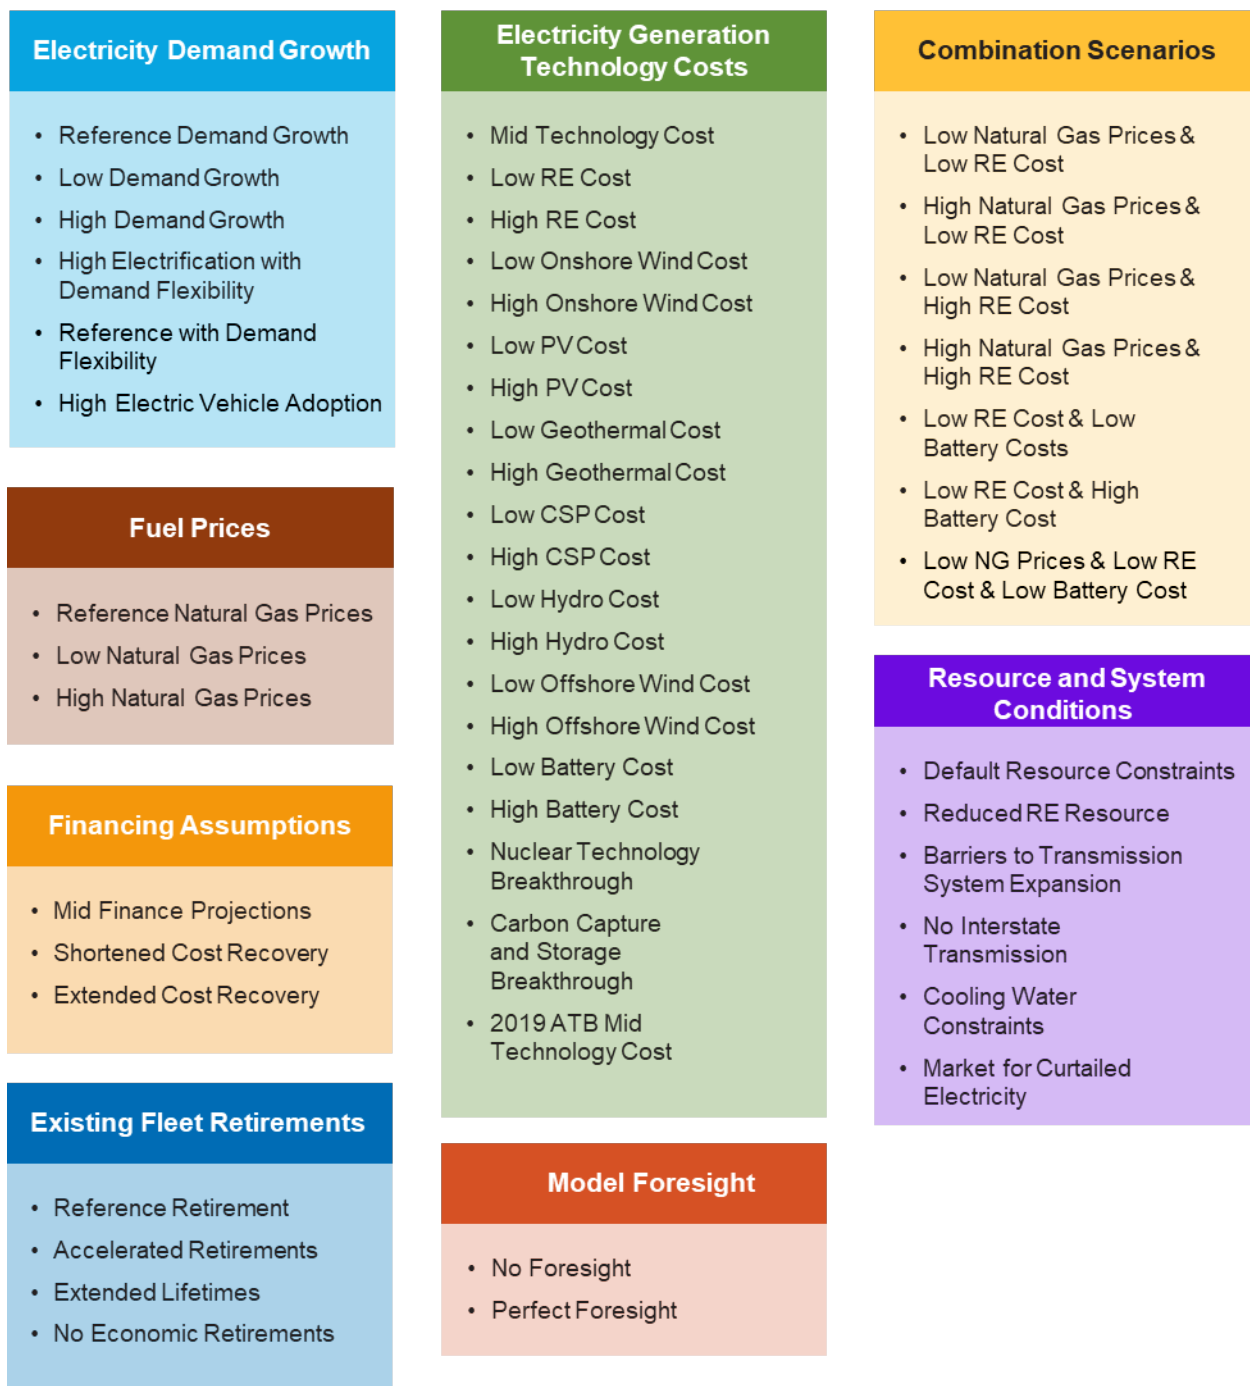 Electricity Demand Growth
• Reference Demand Growth
• Low Demand Growth
• High Demand Growth
• High Electrification with
Demand Flexibility
• Reference with Demand
Flexibility
• High Electric Vehicle Adoption
Fuel Prices
• Reference Natural Gas Prices
• Low Natural Gas Prices
• High Natural Gas Prices
Financing Assumptions
• Mid Finance Projections
• Shortened Cost Recovery
• Extended Cost Recovery
Existing Fleet Retirements
• Reference Retirement
• Accelerated Retirements
• Extended Lifetimes
• No Economic Retirements
Electricity Generation
Technology Costs
• Mid Technology Cost
• Low RE Cost
• High RE Cost
• Low Onshore Wind Cost
• High Onshore Wind Cost
• Low PV Cost
• High PV Cost
• Low Geothermal Cost
• High Geothermal Cost
• Low CSP Cost
• High CSP Cost
• Low Hydro Cost
• High Hydro Cost
• Low Offshore Wind Cost
• High Offshore Wind Cost
• Low Battery Cost
• High Battery Cost
• Nuclear Technology
Breakthrough
• Carbon Capture
and Storage
Breakthrough
• 2019 ATB Mid
Technology Cost
Model Foresight
• No Foresight
• Perfect Foresight
Combination Scenarios
• Low Natural Gas Prices &
Low RE Cost
• High Natural Gas Prices &
Low RE Cost
• Low Natural Gas Prices &
High RE Cost
• High Natural Gas Prices &
High RE Cost
• Low RE Cost & Low
Battery Costs
• Low RE Cost & High
Battery Cost
• Low NG Prices & Low RE
Cost & Low Battery Cost
Resource and System
Conditions
• Default Resource Constraints
• Reduced RE Resource
• Barriers to Transmission
System Expansion
• No Interstate
Transmission
• Cooling Water
Constraints
• Market for Curtailed
Electricity